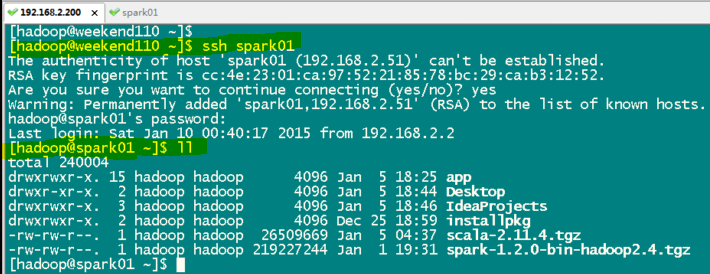 192.168.2.200 × spark01
[hadoop@weekend110 ~]$
[hadoop@weekend110 ~]$ ssh spark01
The authenticity of host 'spark01 (192.168.2.51)' can't be established.
RSA key fingerprint is cc:4e:23:01:ca:97:52:21:85:78:bc:29:ca:b3:12:52.
Are you sure you want to continue connecting (yes/no)? yes
Warning: Permanently added 'spark01,192.168.2.51' (RSA) to the list of known hosts.
hadoop@spark01's password:
Last login: Sat Jan 10 00:40:17 2015 from 192.168.2.2
[hadoop@spark01 ~]$ ll
total 240004
drwxrwxr-x. 15 hadoop hadoop 4096 Jan 5 18:25 app
drwxr-xr-x. 2 hadoop hadoop 4096 Jan 5 18:44 Desktop
drwxrwxr-x. 3 hadoop hadoop 4096 Jan 5 18:46 IdeaProjects
drwxrwxr-x. 2 hadoop hadoop 4096 Dec 25 18:59 installpkg
-rw-rw-r--. 1 hadoop hadoop 26509669 Jan 5 04:37 scala-2.11.4.tgz
-rw-rw-r--. 1 hadoop hadoop 219227244 Jan 1 19:31 spark-1.2.0-bin-hadoop2.4.tgz
[hadoop@spark01 ~]$